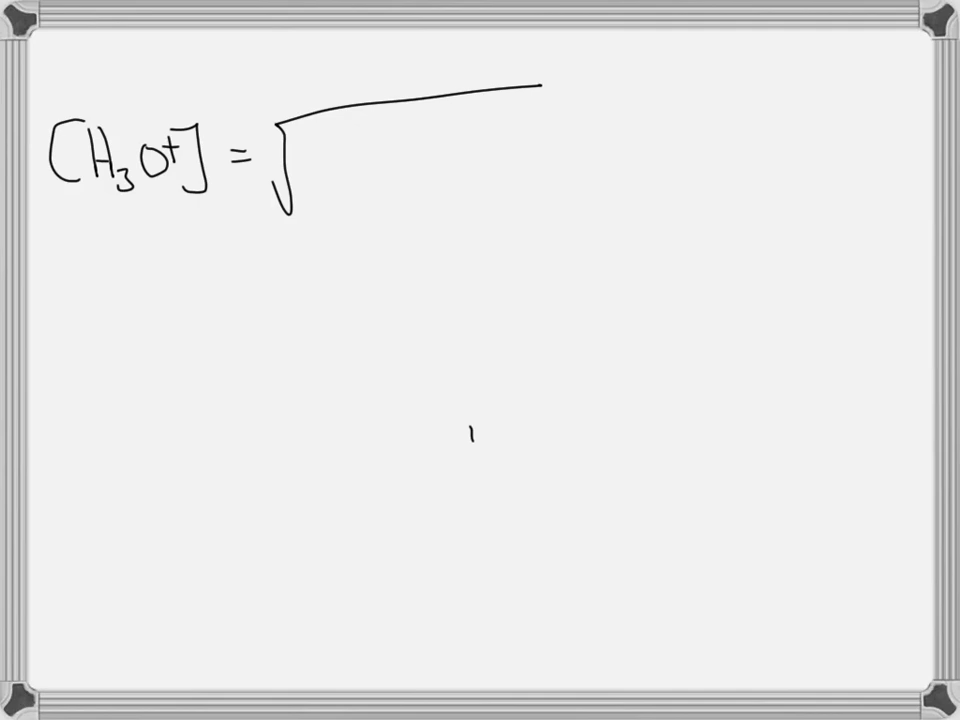 [H₃O⁺] = √